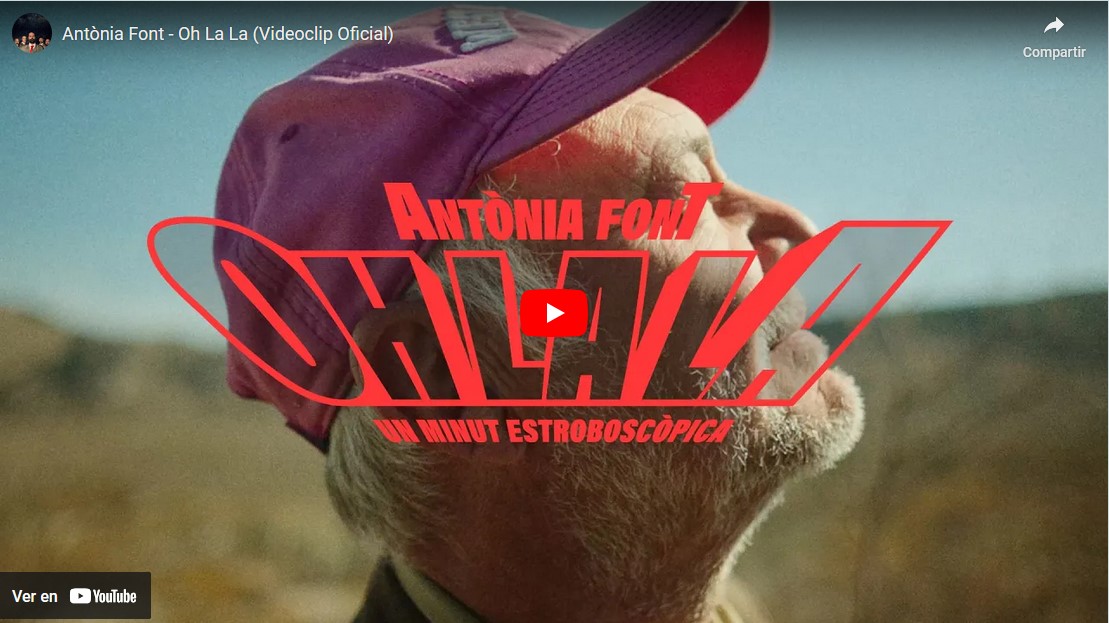 Antònia Font - Oh La La (Videoclip Oficial)
Compartir
ANTÒNIA FONT
OH LA LA
UN MINUT ESTROBOSCÒPICA
Ver en YouTube